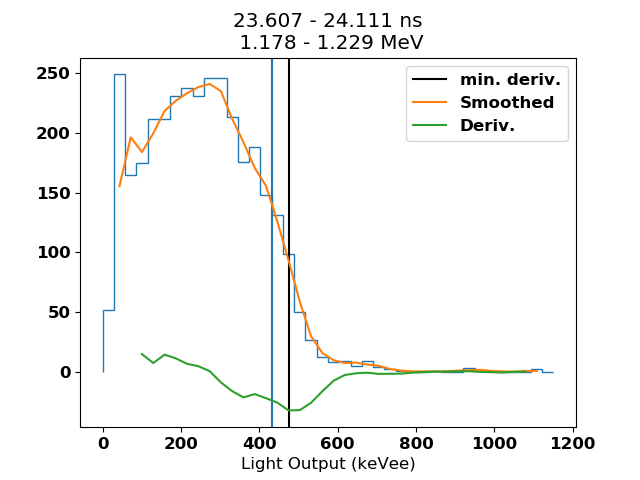 23.607 - 24.111 ns
1.178 - 1.229 MeV
min. deriv.
Smoothed
Deriv.
250
200
150
100
50
0
0 200 400 600 800 1000 1200
Light Output (keVee)